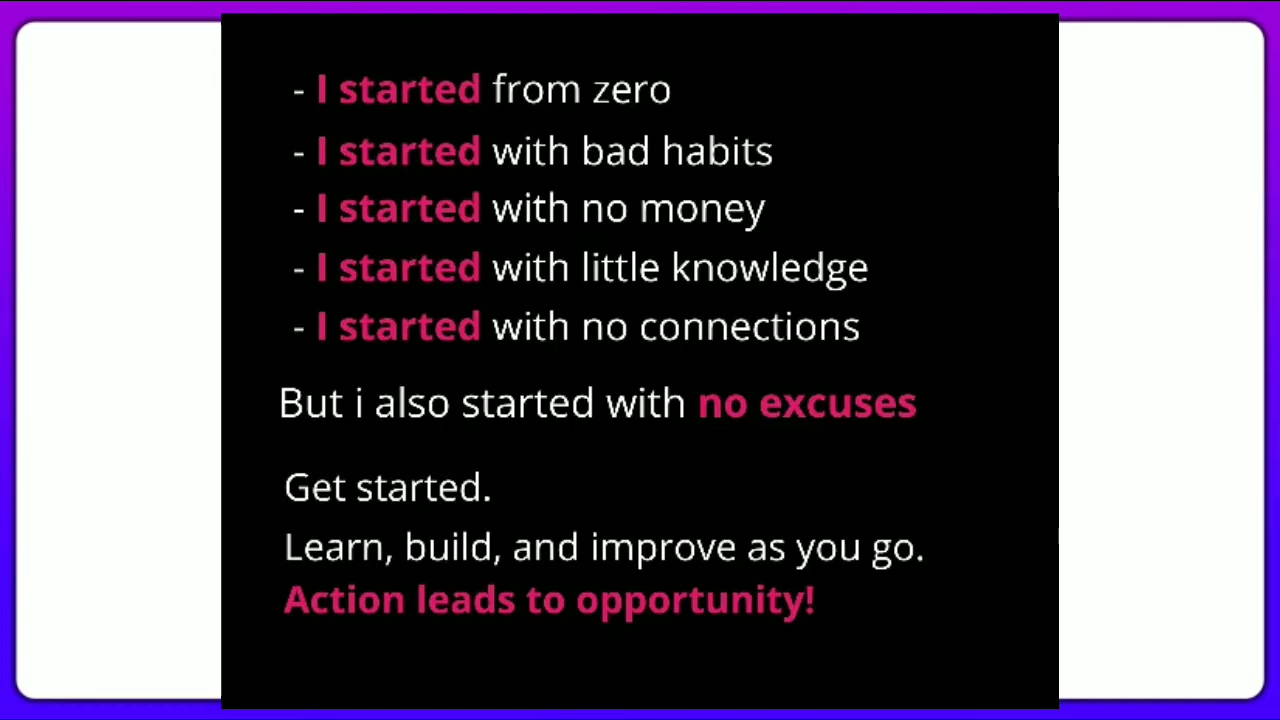 - I started from zero
- I started with bad habits
- I started with no money
- I started with little knowledge
- I started with no connections
But i also started with no excuses
Get started.
Learn, build, and improve as you go.
Action leads to opportunity!